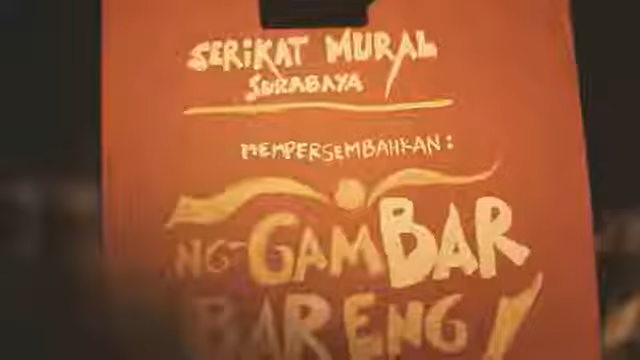 SERIKAT MURAL
SURABAYA
MEMPERSEMBAHKAN:
NG-GAMBAR
BARENG!